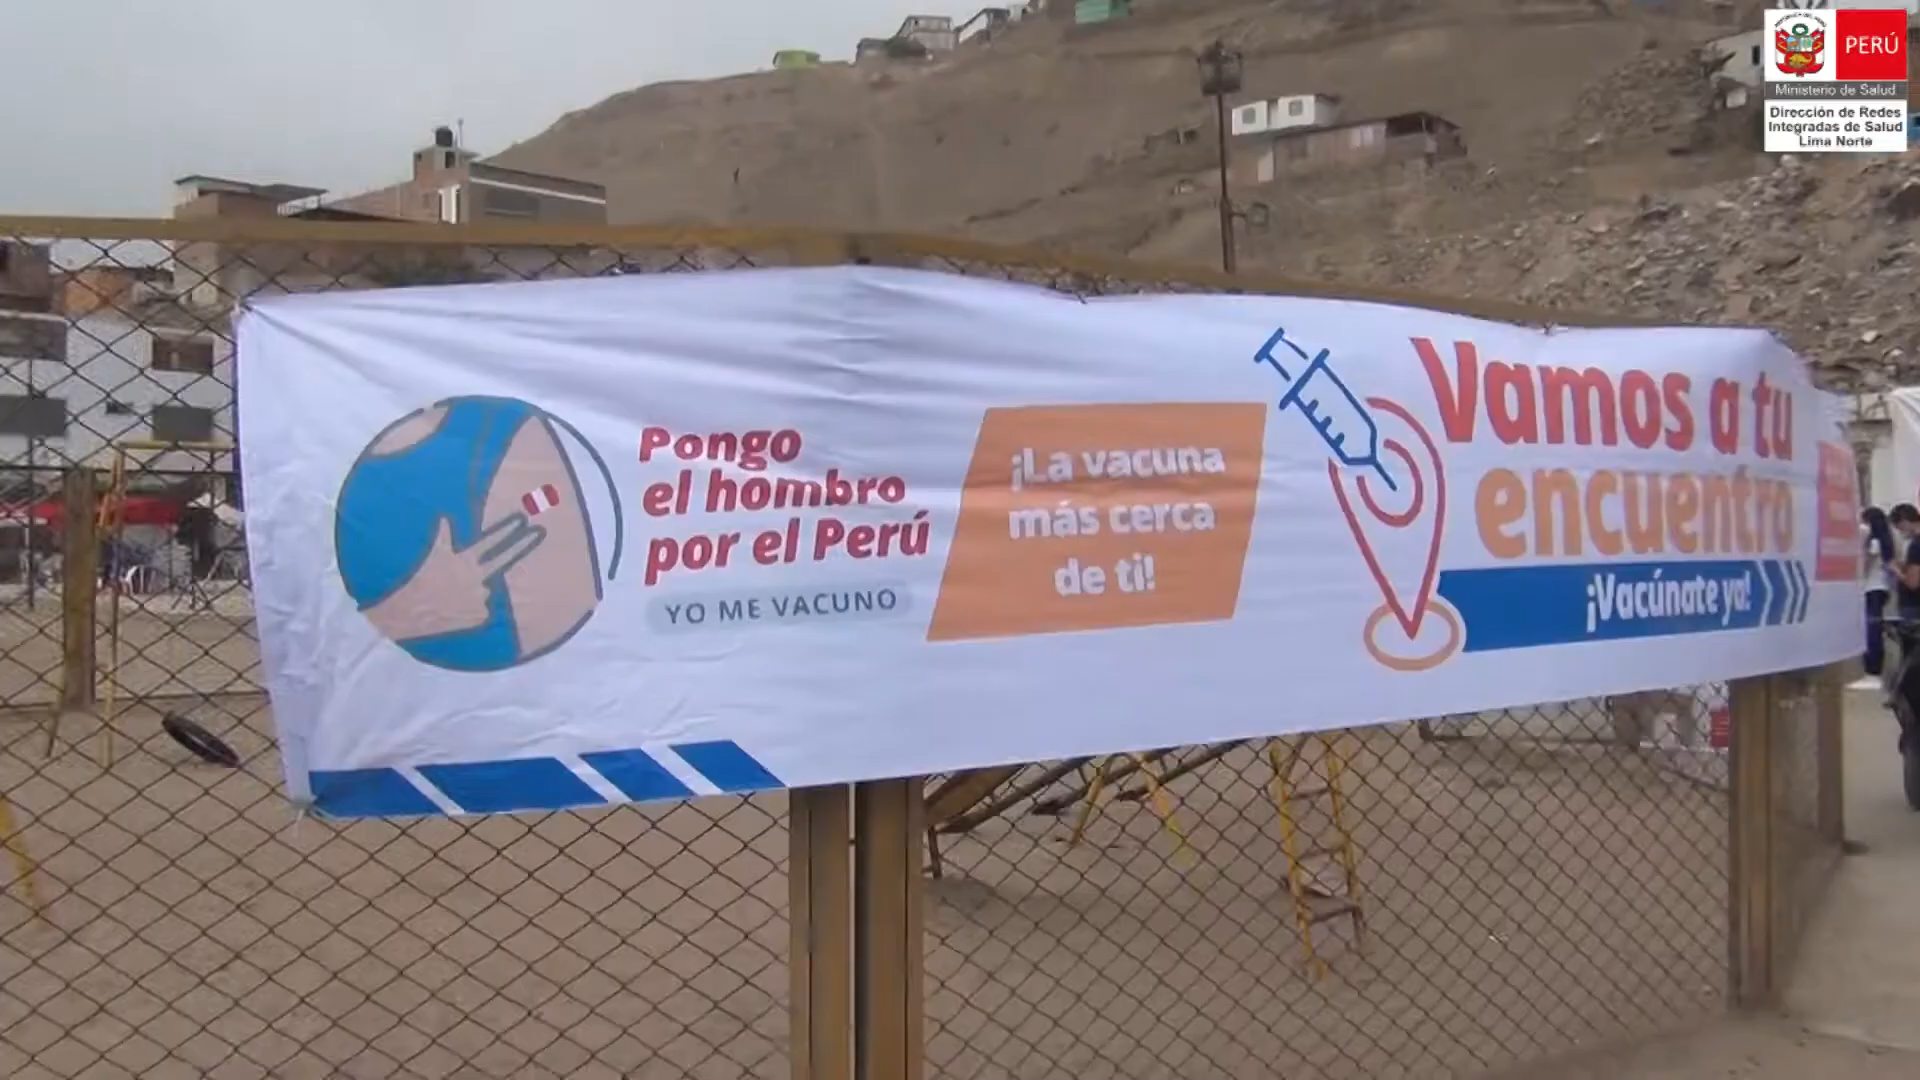 PERÚ
Ministerio de Salud
Dirección de Redes
Integradas de Salud
Lima Norte
Pongo
el hombro
por el Perú
YO ME VACUNO
¡La vacuna
más cerca
de ti!
Vamos a tu
encuentro
¡Vacúnate ya!